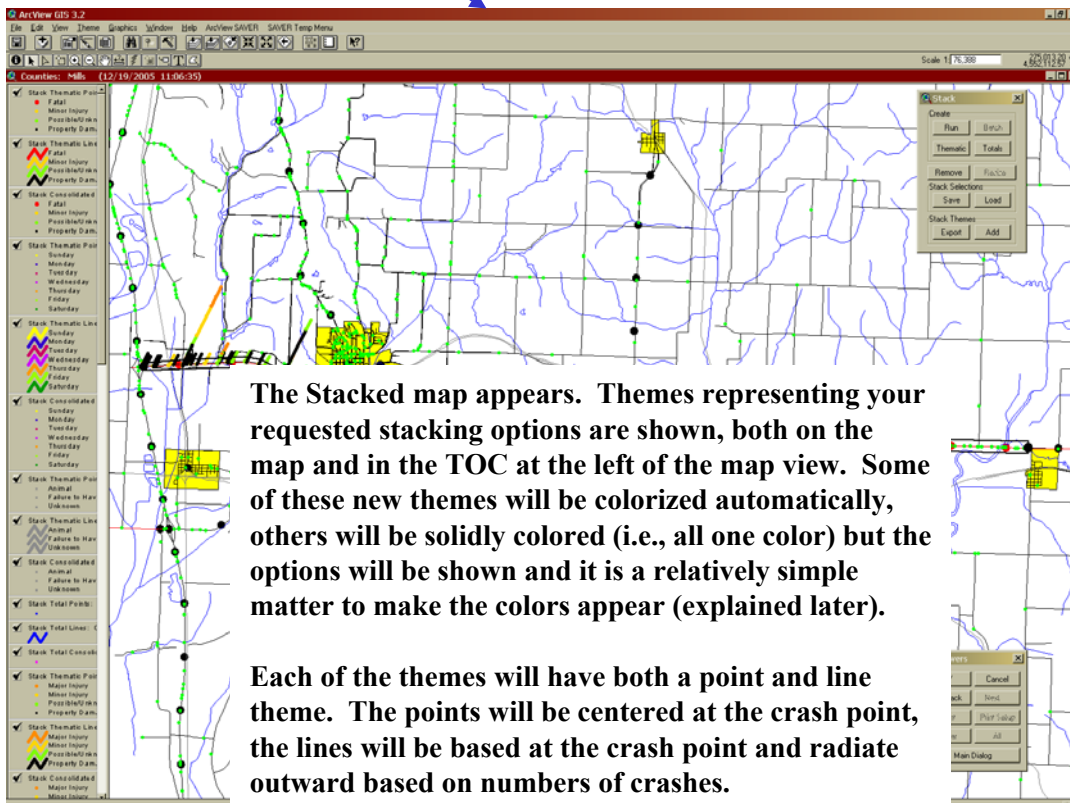 ArcView GIS 3.2
File Edit View Theme Graphics Window Help ArcView SAVER SAVER Temp Menu
Scale 1: 76,388
Counties: Mills (12/19/2005 11:06:35)
Stack Thematic Poi
Fatal
Minor Injury
Possible/Unkn
Property Dam.
Stack Thematic Line
Fatal
Minor Injury
Possible/Unkn
Property Dam.
Stack Consolidated
Fatal
Minor Injury
Possible/Unkn
Property Dam.
Stack Thematic Poin
Sunday
Monday
Tuesday
Wednesday
Thursday
Friday
Saturday
Stack Thematic Line
Sunday
Monday
Tuesday
Wednesday
Thursday
Friday
Saturday
Stack Consolidated
Sunday
Monday
Tuesday
Wednesday
Thursday
Friday
Saturday
Stack Thematic Poin
Animal
Failure to Hav
Unknown
Stack Thematic Line
Animal
Failure to Hav
Unknown
Stack Consolidated
Animal
Failure to Hav
Unknown
Stack Total Points:
Stack Total Lines: C
Stack Total Consoli
Stack Thematic Poin
Major Injury
Minor Injury
Possible/Unkn
Property Dam.
Stack Thematic Line
Major Injury
Minor Injury
Possible/Unkn
Property Dam.
Stack Consolidated
Major Injury
Minor Injury
Stack
Create
Run Batch
Thematic Totals
Remove
Stack Selections
Save Load
Stack Themes
Export Add
The Stacked map appears. Themes representing your
requested stacking options are shown, both on the
map and in the TOC at the left of the map view. Some
of these new themes will be colorized automatically,
others will be solidly colored (i.e., all one color) but the
options will be shown and it is a relatively simple
matter to make the colors appear (explained later).
Each of the themes will have both a point and line
theme. The points will be centered at the crash point,
the lines will be based at the crash point and radiate
outward based on numbers of crashes.
Cancel
Next
Print Setup
All
Main Dialog